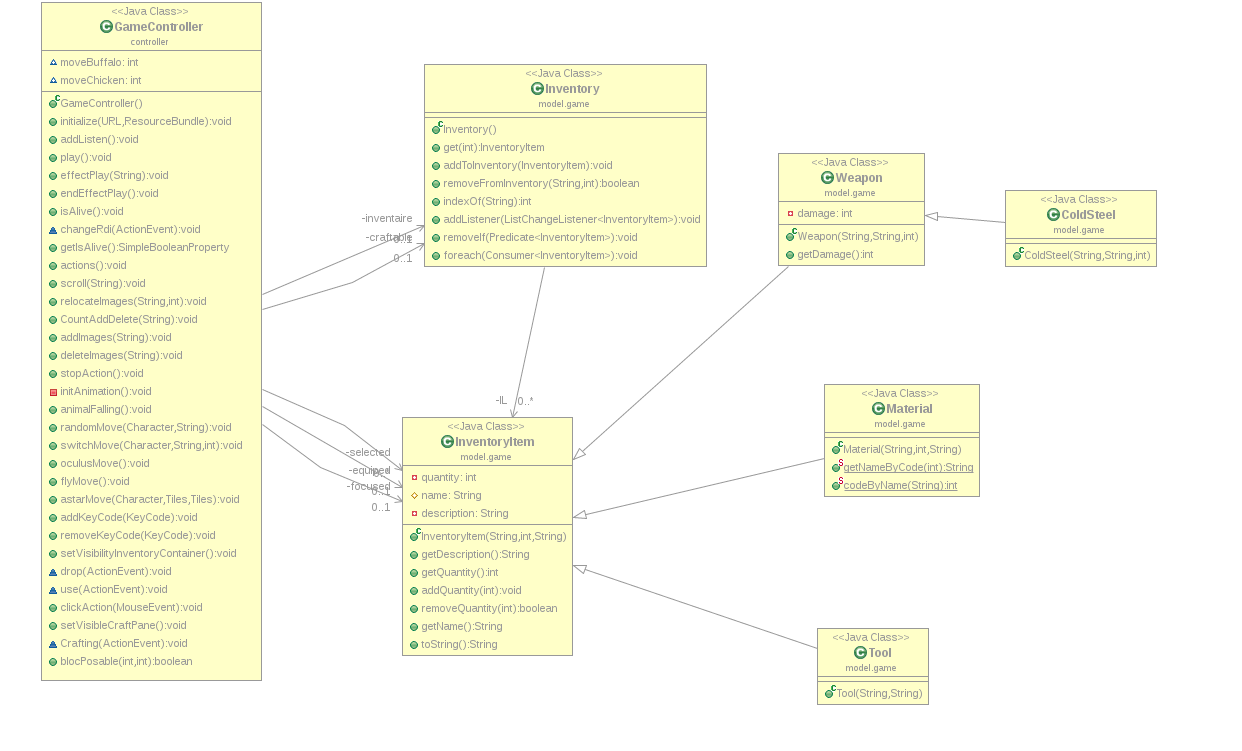 <<Java Class>>
GameController
controller
moveBuffalo: int
moveChicken: int
GameController()
initialize(URL,ResourceBundle):void
addListen():void
play():void
effectPlay(String):void
endEffectPlay():void
isAlive():void
changeRdi(ActionEvent):void
getIsAlive():SimpleBooleanProperty
actions():void
scroll(String):void
relocateImages(String,int):void
CountAddDelete(String):void
addImages(String):void
deleteImages(String):void
stopAction():void
initAnimation():void
animalFalling():void
randomMove(Character,String):void
switchMove(Character,String,int):void
oculusMove():void
flyMove():void
astarMove(Character,Tiles,Tiles):void
addKeyCode(KeyCode):void
removeKeyCode(KeyCode):void
setVisibilityInventoryContainer():void
drop(ActionEvent):void
use(ActionEvent):void
clickAction(MouseEvent):void
setVisibleCraftPane():void
Crafting(ActionEvent):void
blocPosable(int,int):boolean
-inventaire
0..1
-craftable
0..1
<<Java Class>>
Inventory
model.game
Inventory()
get(int):InventoryItem
addToInventory(InventoryItem):void
removeFromInventory(String,int):boolean
indexOf(String):int
addListener(ListChangeListener<InventoryItem>):void
removeIf(Predicate<InventoryItem>):void
foreach(Consumer<InventoryItem>):void
-IL
0..*
-selected
-equiped
-focused
0..1
0..1
<<Java Class>>
InventoryItem
model.game
quantity: int
name: String
description: String
InventoryItem(String,int,String)
getDescription():String
getQuantity():int
addQuantity(int):void
removeQuantity(int):boolean
getName():String
toString():String
<<Java Class>>
Weapon
model.game
damage: int
Weapon(String,String,int)
getDamage():int
<<Java Class>>
ColdSteel
model.game
ColdSteel(String,String,int)
<<Java Class>>
Material
model.game
Material(String,int,String)
getNameByCode(int):String
codeByName(String):int
<<Java Class>>
Tool
model.game
Tool(String,String)